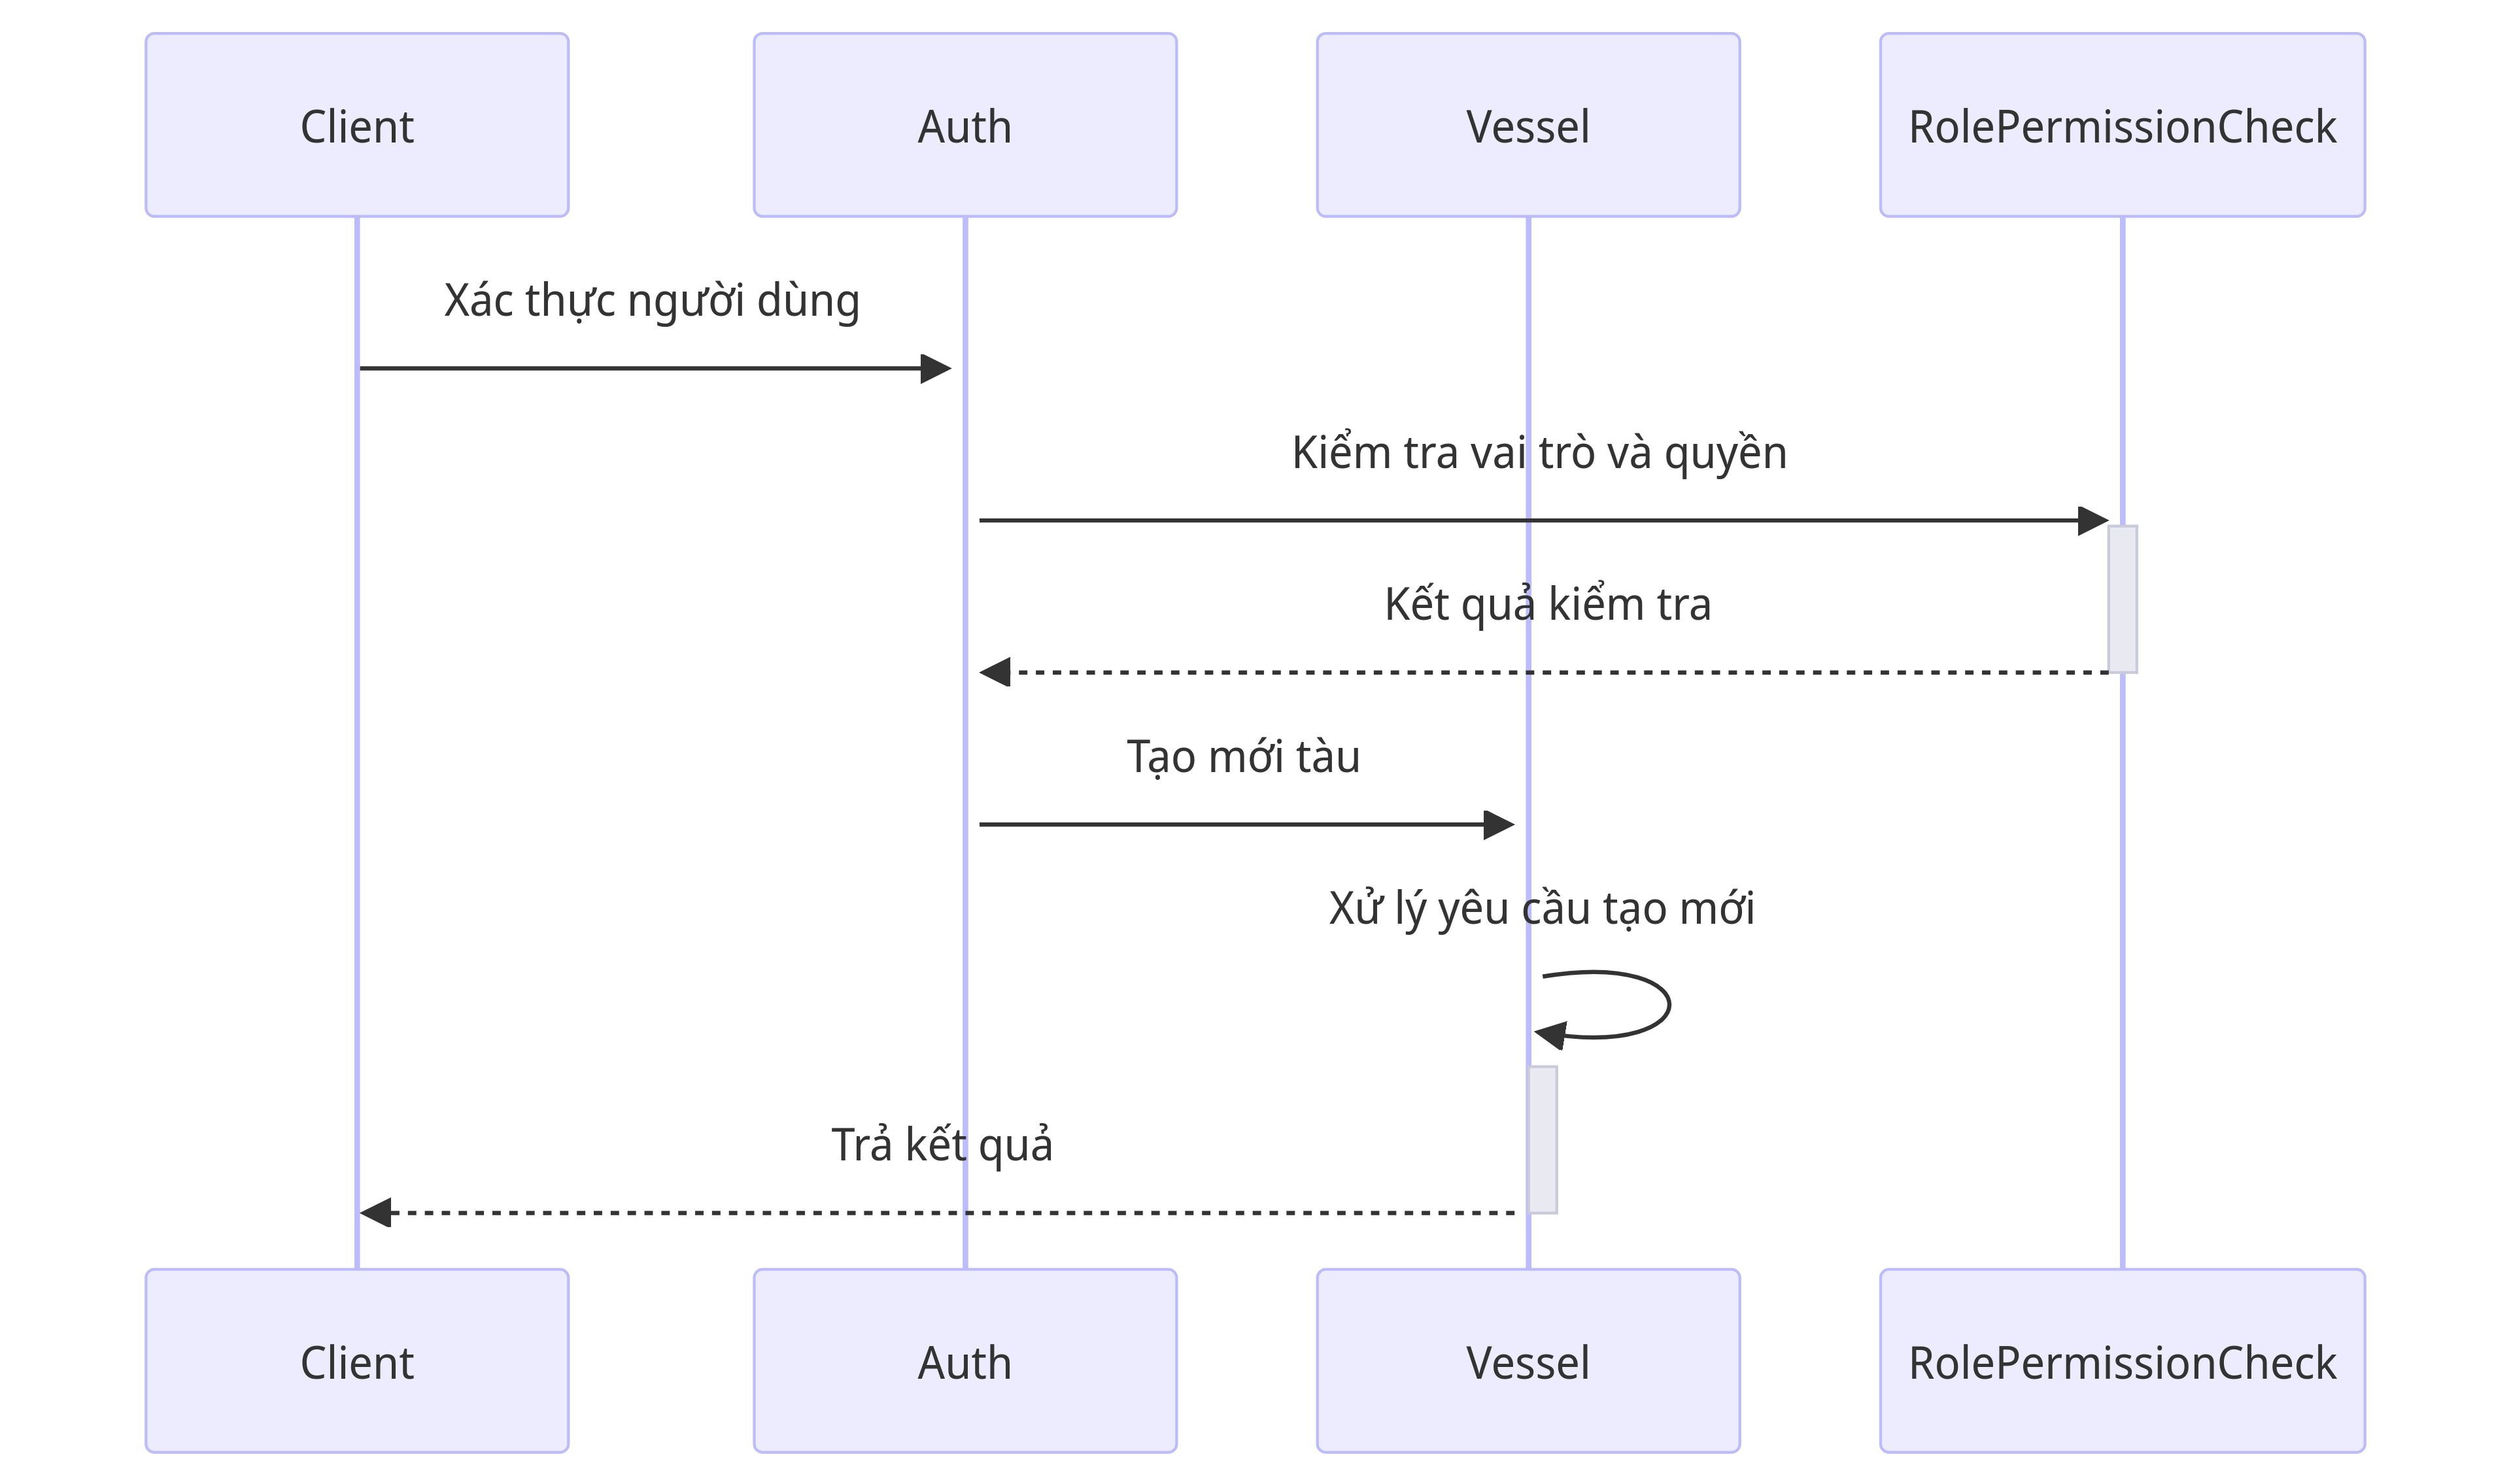 Client
Auth
Vessel
RolePermissionCheck
Xác thực người dùng
Kiểm tra vai trò và quyền
Kết quả kiểm tra
Tạo mới tàu
Xử lý yêu cầu tạo mới
Trả kết quả
Client
Auth
Vessel
RolePermissionCheck